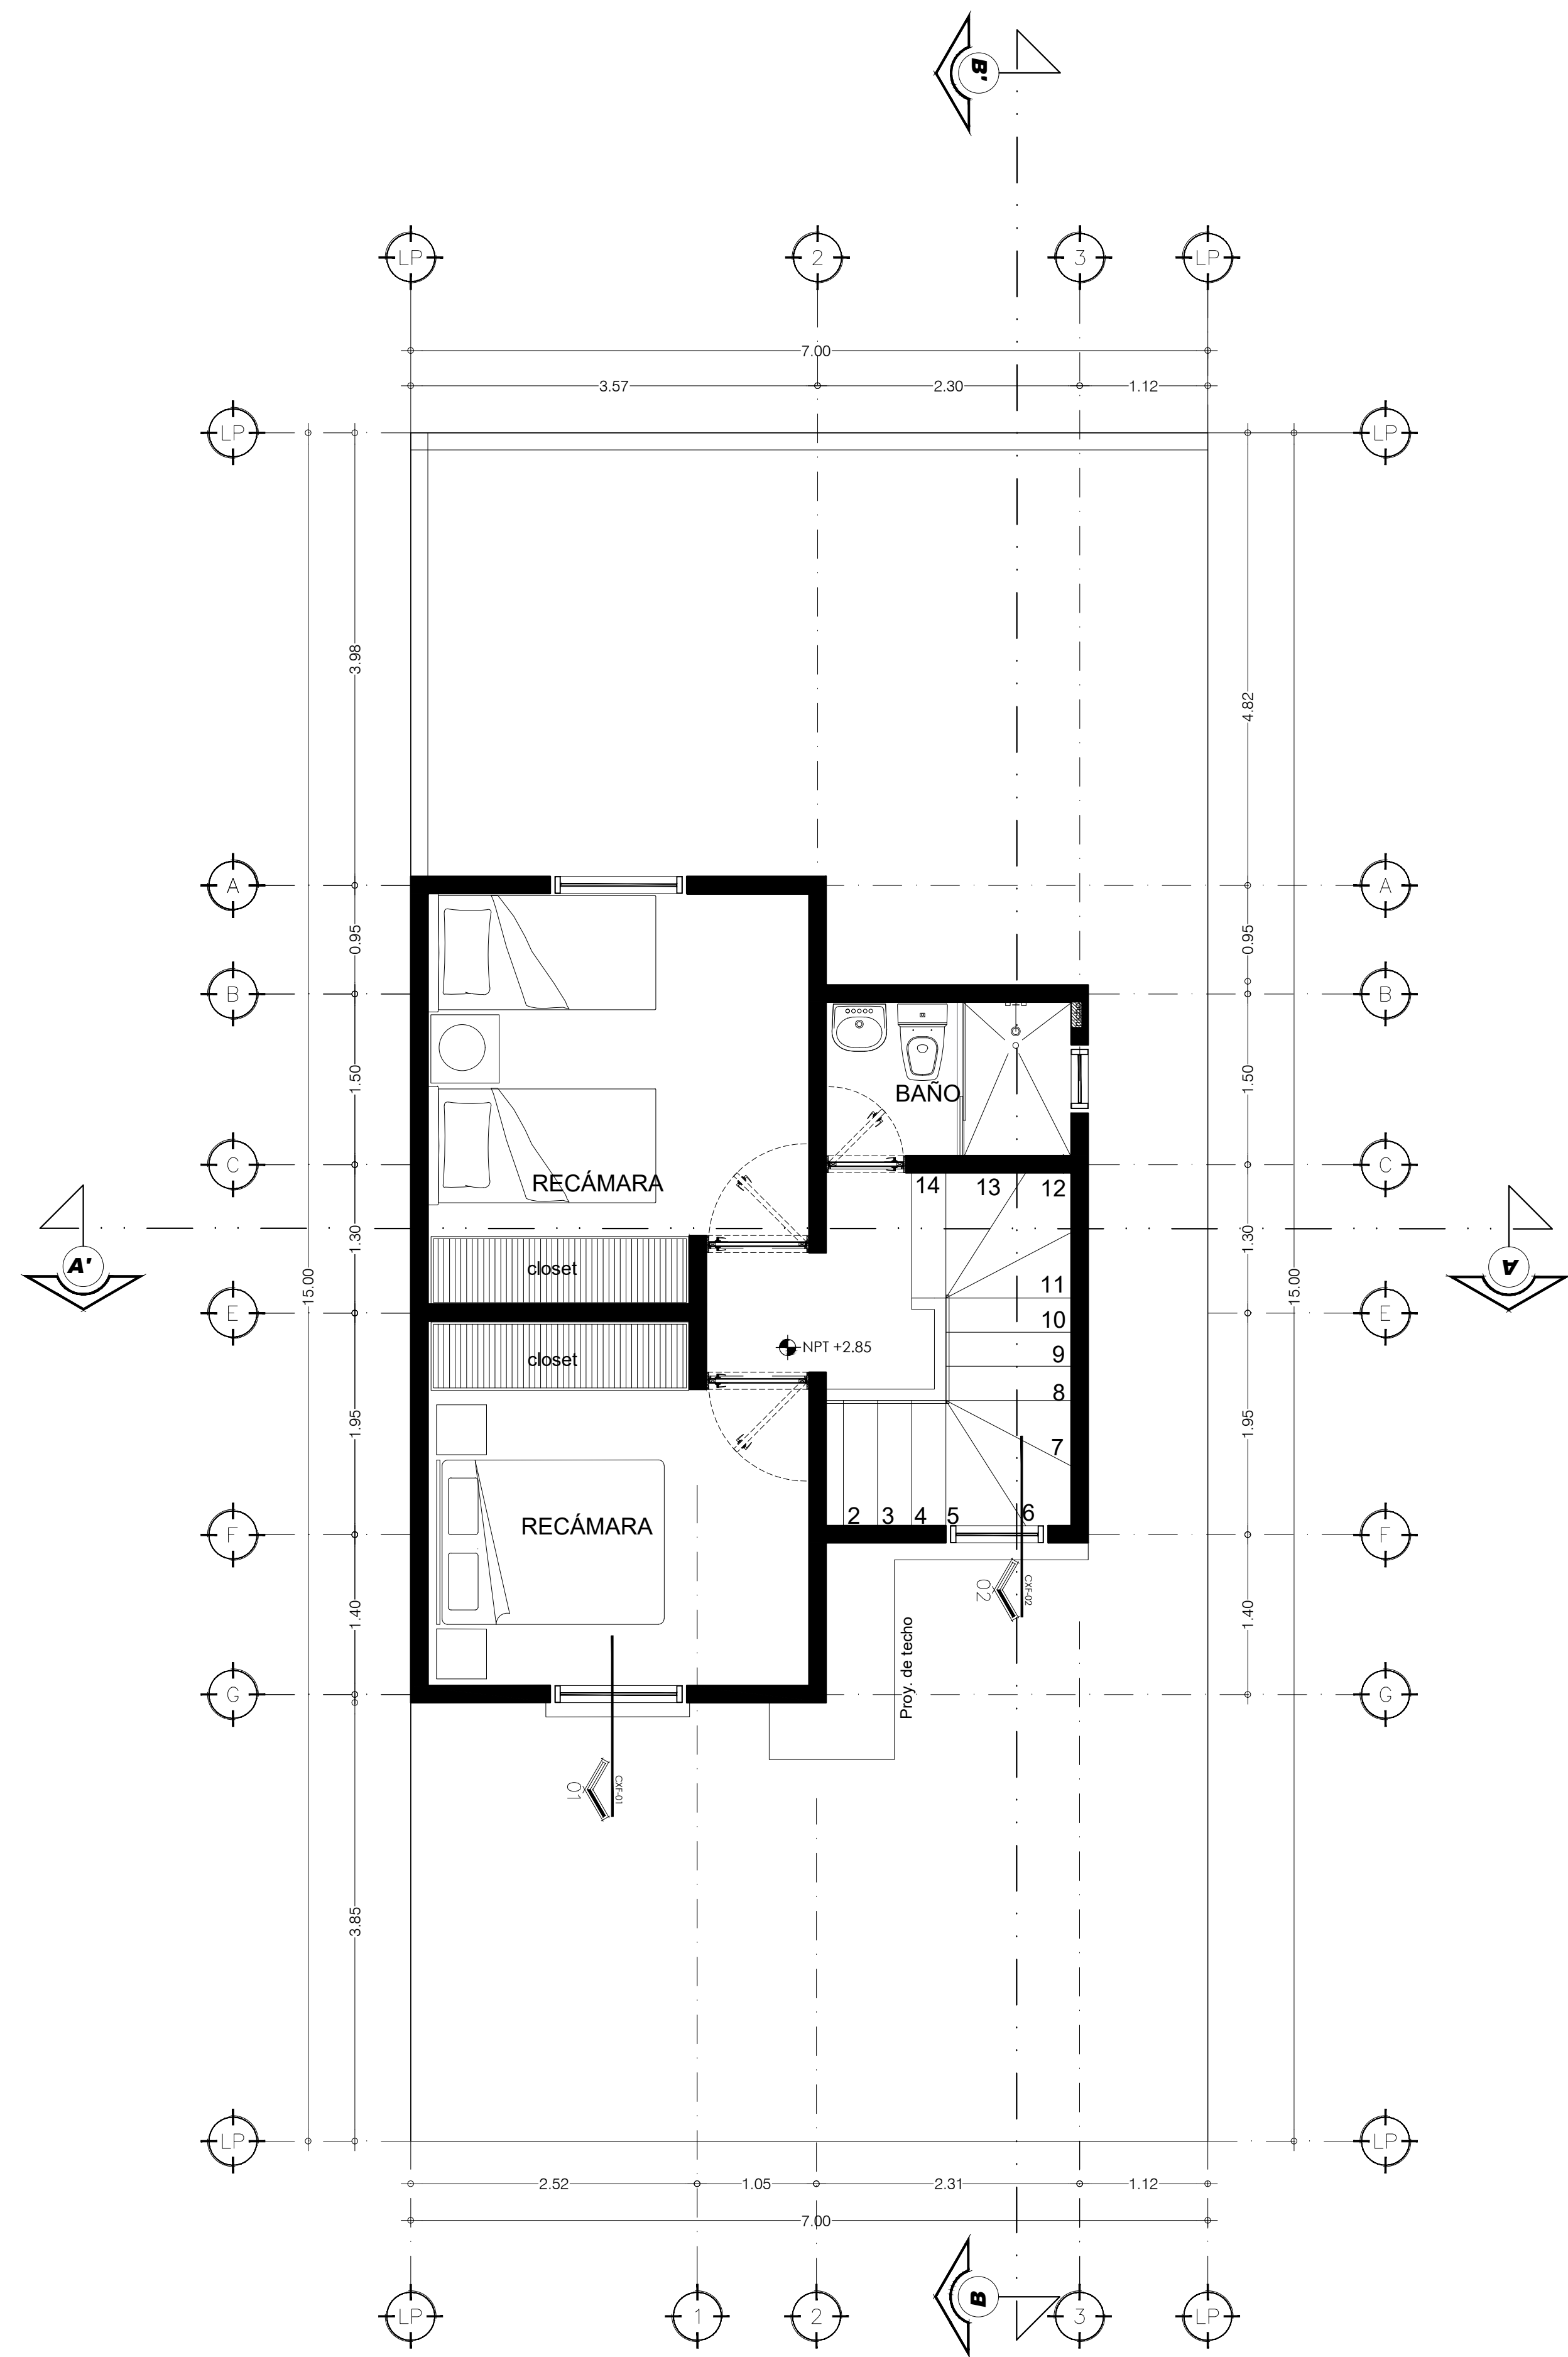 B'
LP
2
3
LP
7.00
3.57
2.30
1.12
LP
LP
3.98
4.82
A
A
0.95
0.95
B
B
1.50
1.50
BAÑO
C
C
RECÁMARA
14
13
12
1.30
1.30
A'
A
closet
11
15.00
15.00
E
E
10
NPT +2.85
9
closet
8
1.95
1.95
7
RECÁMARA
2
3
4
5
6
F
F
02
CXF-02
1.40
1.40
Proy. de techo
G
G
01
CXF-01
3.85
LP
LP
2.52
1.05
2.31
1.12
7.00
B
LP
1
2
3
LP